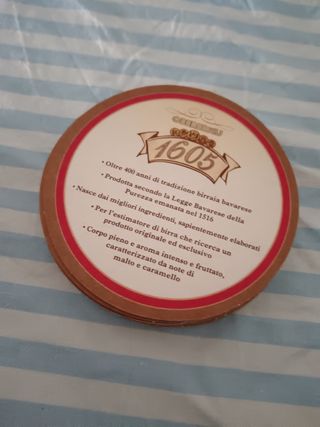 1605
• Oltre 400 anni di tradizione birraia bavarese
• Prodotta secondo la Legge Bavarese della
Purezza emanata nel 1516
• Nasce dai migliori ingredienti, sapientemente elaborati
• Per l'estimatore di birra che ricerca un
prodotto originale ed esclusivo
• Corpo pieno e aroma intenso e fruttato,
caratterizzato da note di
malto e caramello